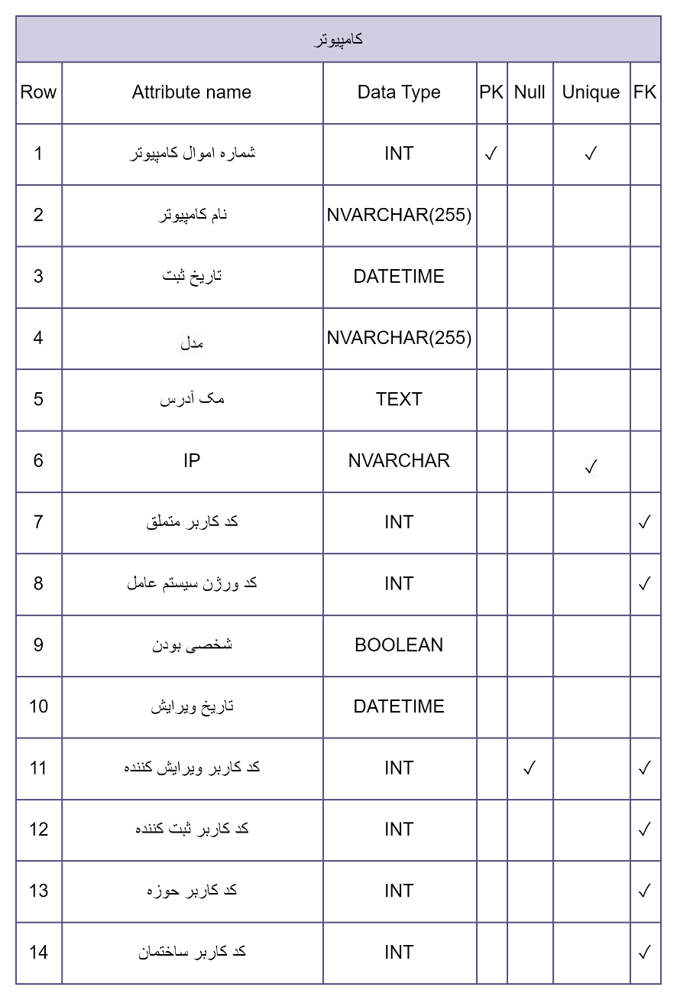 کامپیوتر
Row Attribute name Data Type PK Null Unique FK
1 شماره اموال کامپیوتر INT ✓ ✓
2 نام کامپیوتر NVARCHAR(255)
3 تاریخ ثبت DATETIME
4 مدل NVARCHAR(255)
5 مک آدرس TEXT
6 IP NVARCHAR ✓
7 کد کاربر متملق INT ✓
8 کد ورژن سیستم عامل INT ✓
9 شخصی بودن BOOLEAN
10 تاریخ ویرایش DATETIME
11 کد کاربر ویرایش کننده INT ✓ ✓
12 کد کاربر ثبت کننده INT ✓
13 کد کاربر حوزه INT ✓
14 کد کاربر ساختمان INT ✓